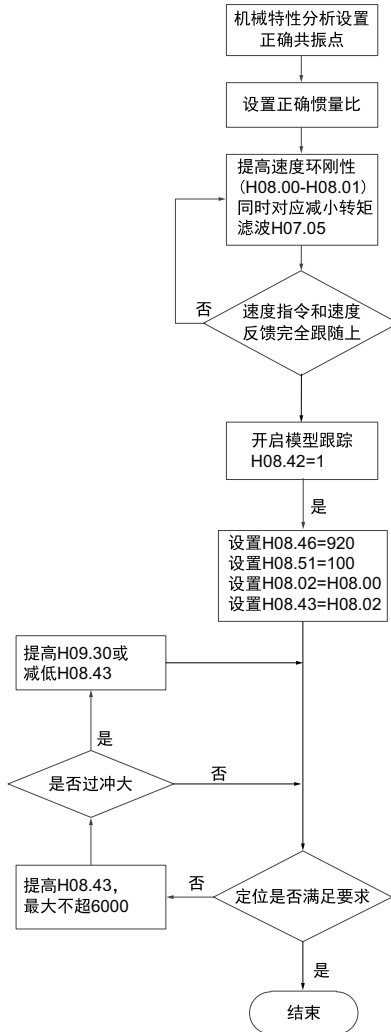 机械特性分析设置
正确共振点
设置正确惯量比
提高速度环刚性
(H08.00-H08.01)
同时对应减小转矩
滤波H07.05
否
速度指令和速度
反馈完全跟随上
开启模型跟踪
H08.42=1
是
设置H08.46=920
设置H08.51=100
设置H08.02=H08.00
设置H08.43=H08.02
提高H09.30或
减低H08.43
是
是否过冲大
否
提高H08.43，
最大不超6000
否
定位是否满足要求
是
结束